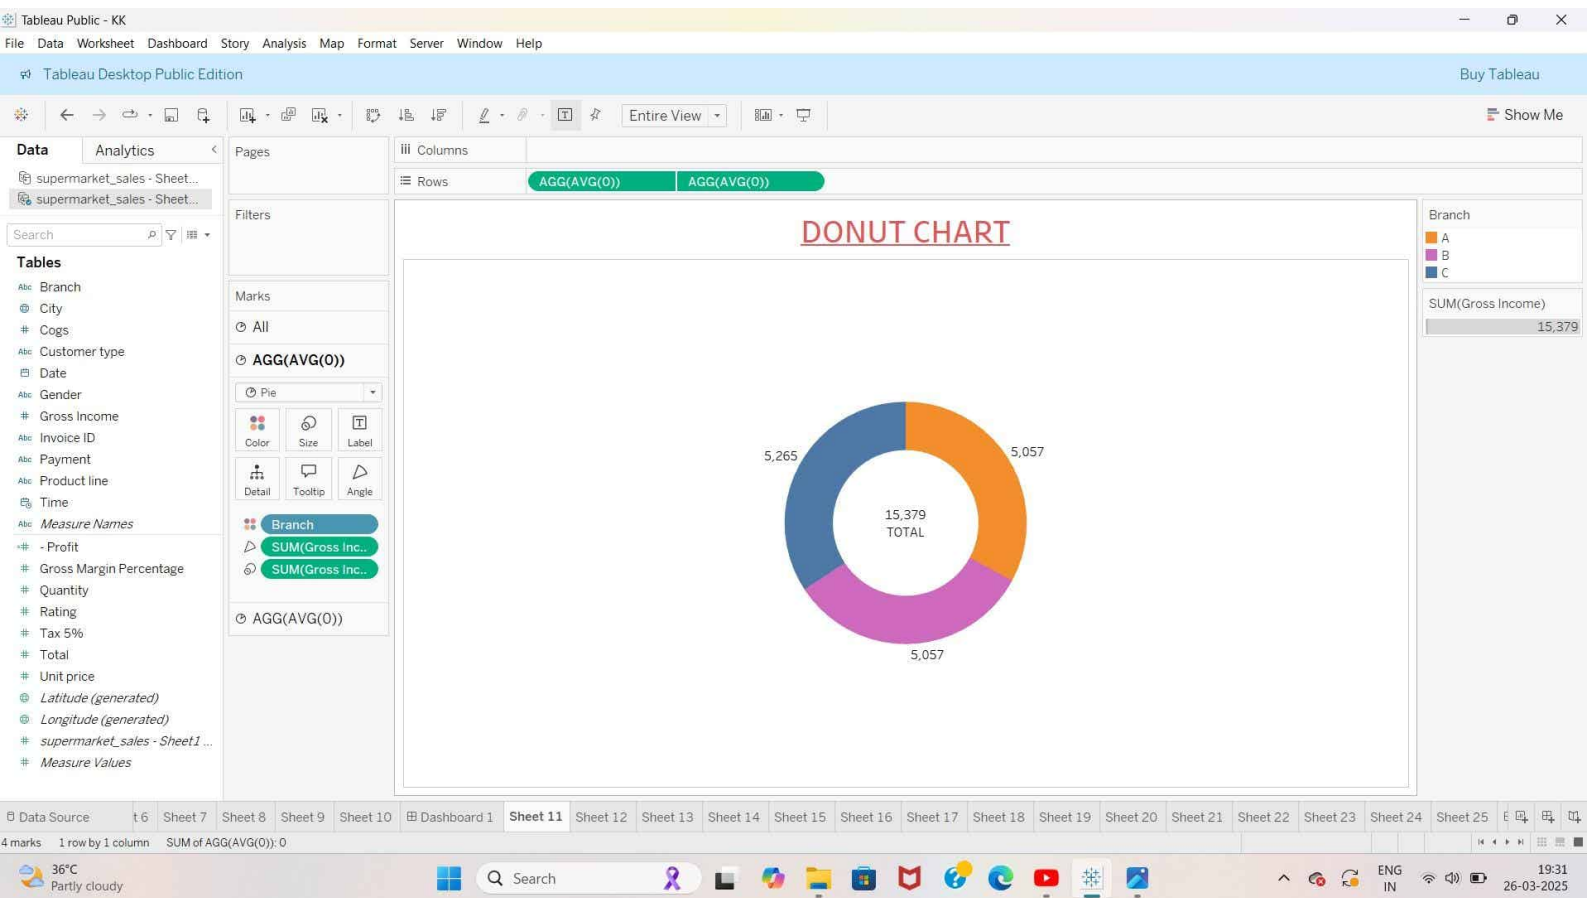 Tableau Public - KK
File Data Worksheet Dashboard Story Analysis Map Format Server Window Help
Tableau Desktop Public Edition Buy Tableau
Entire View Show Me
Data Analytics
supermarket_sales - Sheet...
supermarket_sales - Sheet...
Search
Tables
Abc Branch
City
# Cogs
Abc Customer type
Date
Abc Gender
# Gross Income
Abc Invoice ID
Abc Payment
Abc Product line
Time
Abc Measure Names
=# - Profit
# Gross Margin Percentage
# Quantity
# Rating
# Tax 5%
# Total
# Unit price
Latitude (generated)
Longitude (generated)
# supermarket_sales - Sheet1 ...
# Measure Values
Pages
Filters
Marks
All
AGG(AVG(0))
Pie
Color Size Label
Detail Tooltip Angle
Branch
SUM(Gross Inc..
SUM(Gross Inc..
AGG(AVG(0))
Columns
Rows AGG(AVG(0)) AGG(AVG(0))
DONUT CHART
5,265
5,057
15,379
TOTAL
5,057
Branch
A
B
C
SUM(Gross Income)
15,379
Data Source t 6 Sheet 7 Sheet 8 Sheet 9 Sheet 10 Dashboard 1 Sheet 11 Sheet 12 Sheet 13 Sheet 14 Sheet 15 Sheet 16 Sheet 17 Sheet 18 Sheet 19 Sheet 20 Sheet 21 Sheet 22 Sheet 23 Sheet 24 Sheet 25
4 marks 1 row by 1 column SUM of AGG(AVG(0)): 0
36°C
Partly cloudy
Search
ENG
IN
19:31
26-03-2025